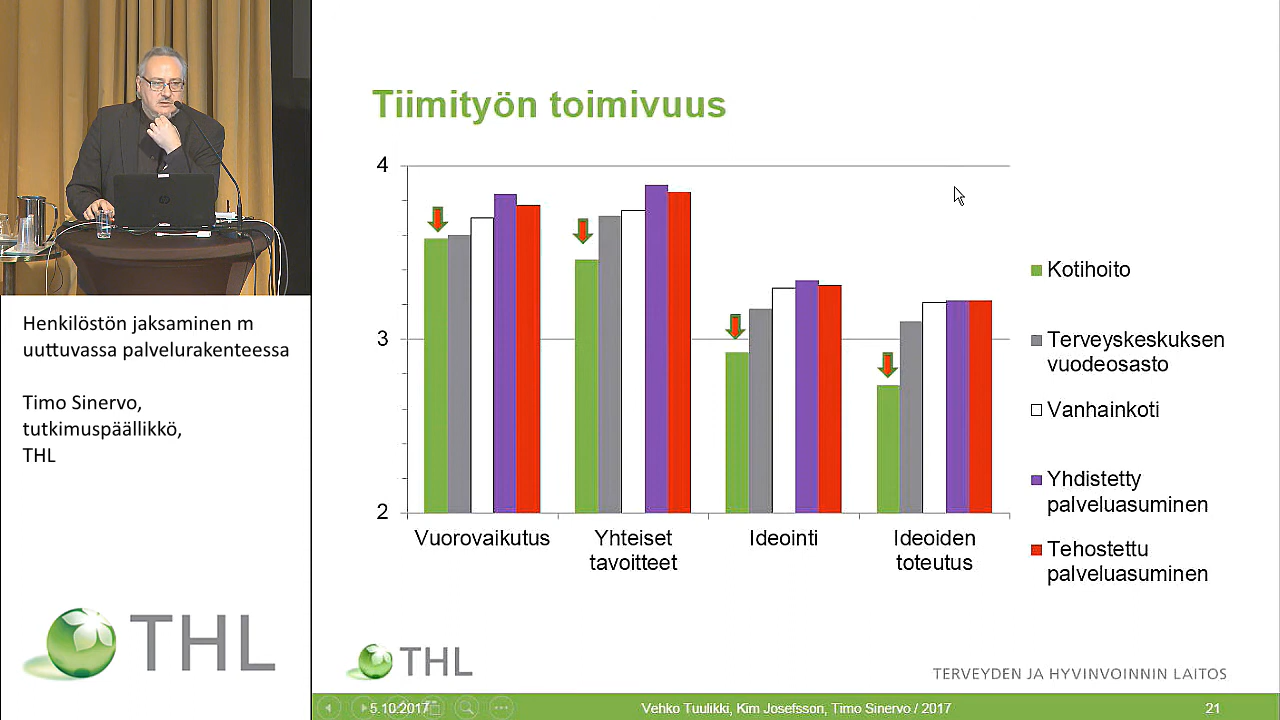 Henkilöstön jaksaminen m
uuttuvassa palvelurakenteessa
Timo Sinervo,
tutkimuspäällikkö,
THL
THL
Tiimityön toimivuus
4
3
2
Vuorovaikutus
Yhteiset
tavoitteet
Ideointi
Ideoiden
toteutus
Kotihoito
Terveyskeskuksen
vuodeosasto
Vanhainkoti
Yhdistetty
palveluasuminen
Tehostettu
palveluasuminen
THL
TERVEYDEN JA HYVINVOINNIN LAITOS
5.10.2017
Vehko Tuulikki, Kim Josefsson, Timo Sinervo / 2017
21